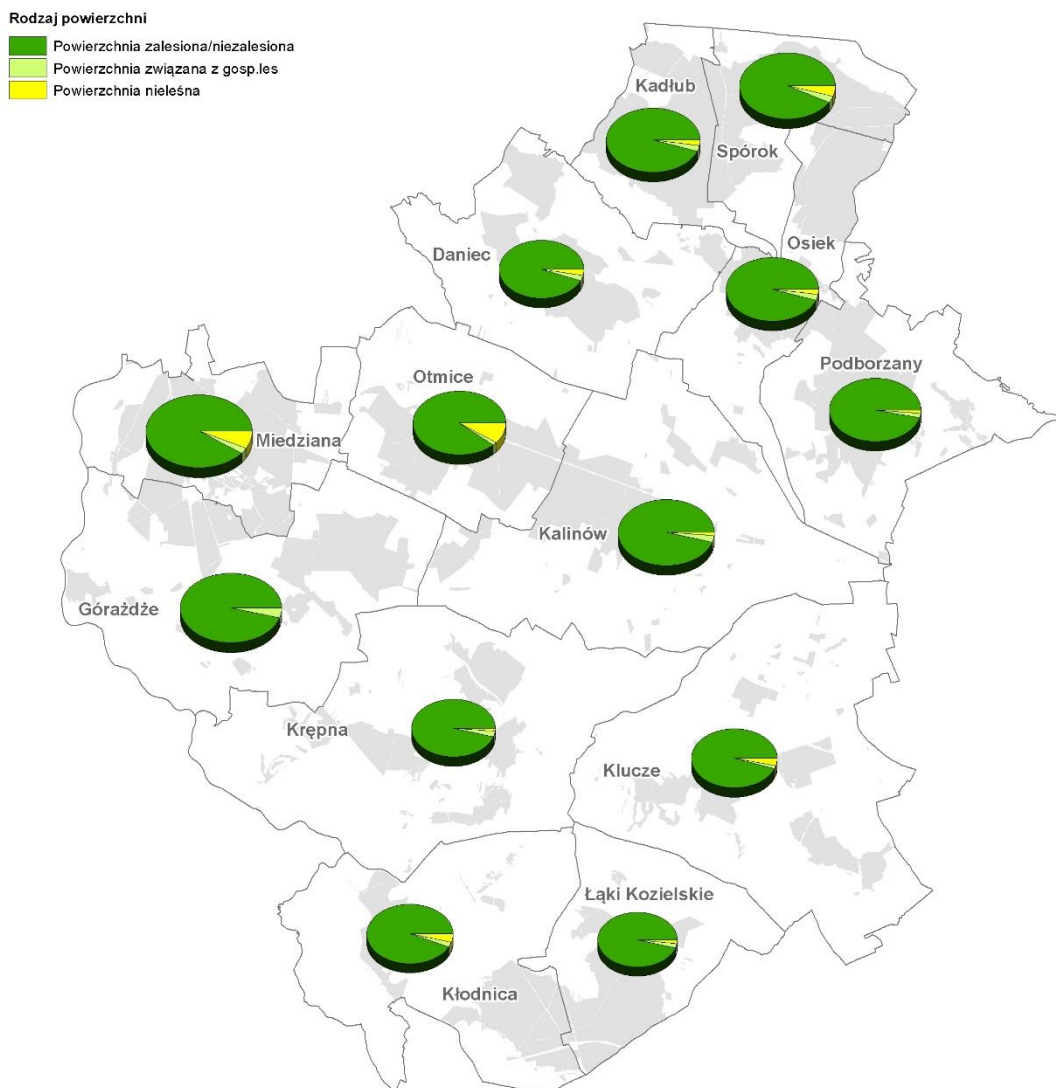 Rodzaj powierzchni
Powierzchnia zalesiona/niezalesiona
Powierzchnia związana z gosp.les
Powierzchnia nieleśna
Kadłub
Spórok
Daniec
Osiek
Podborzany
Otmice
Miedziana
Kalinów
Górażdże
Krępna
Klucze
Łąki Kozielskie
Kłodnica